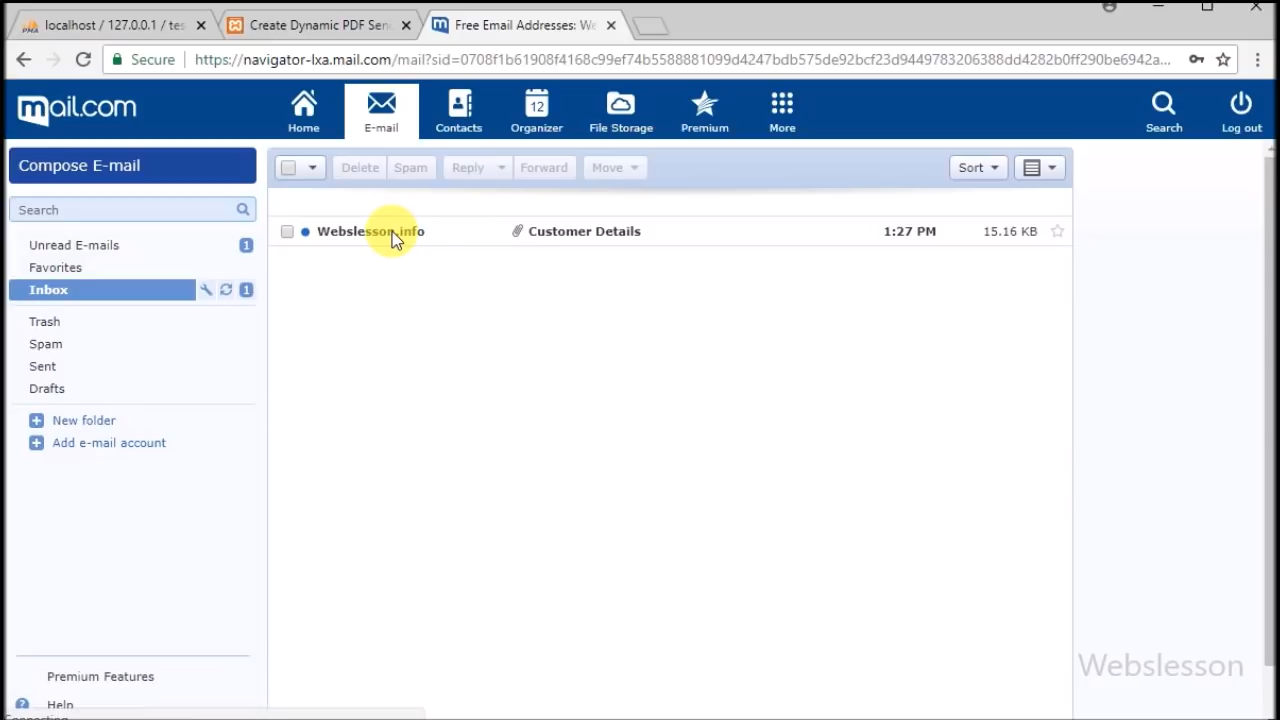 localhost / 127.0.0.1 / tes
Create Dynamic PDF Sen
Free Email Addresses: We
Secure
https://navigator-lxa.mail.com/mail?sid=0708f1b61908f4168c99ef74b5588881099d4247bdb575de92bcf23d9449783206388dd4282b0ff290be6942a...
mail.com
Home
E-mail
Contacts
12
Organizer
File Storage
Premium
More
Search
Log out
Compose E-mail
Delete
Spam
Reply
Forward
Move
Sort
Search
Webslesson.info
Customer Details
1:27 PM
15.16 KB
Unread E-mails 1
Favorites
Inbox 1
Trash
Spam
Sent
Drafts
New folder
Add e-mail account
Premium Features
Help
Webslesson